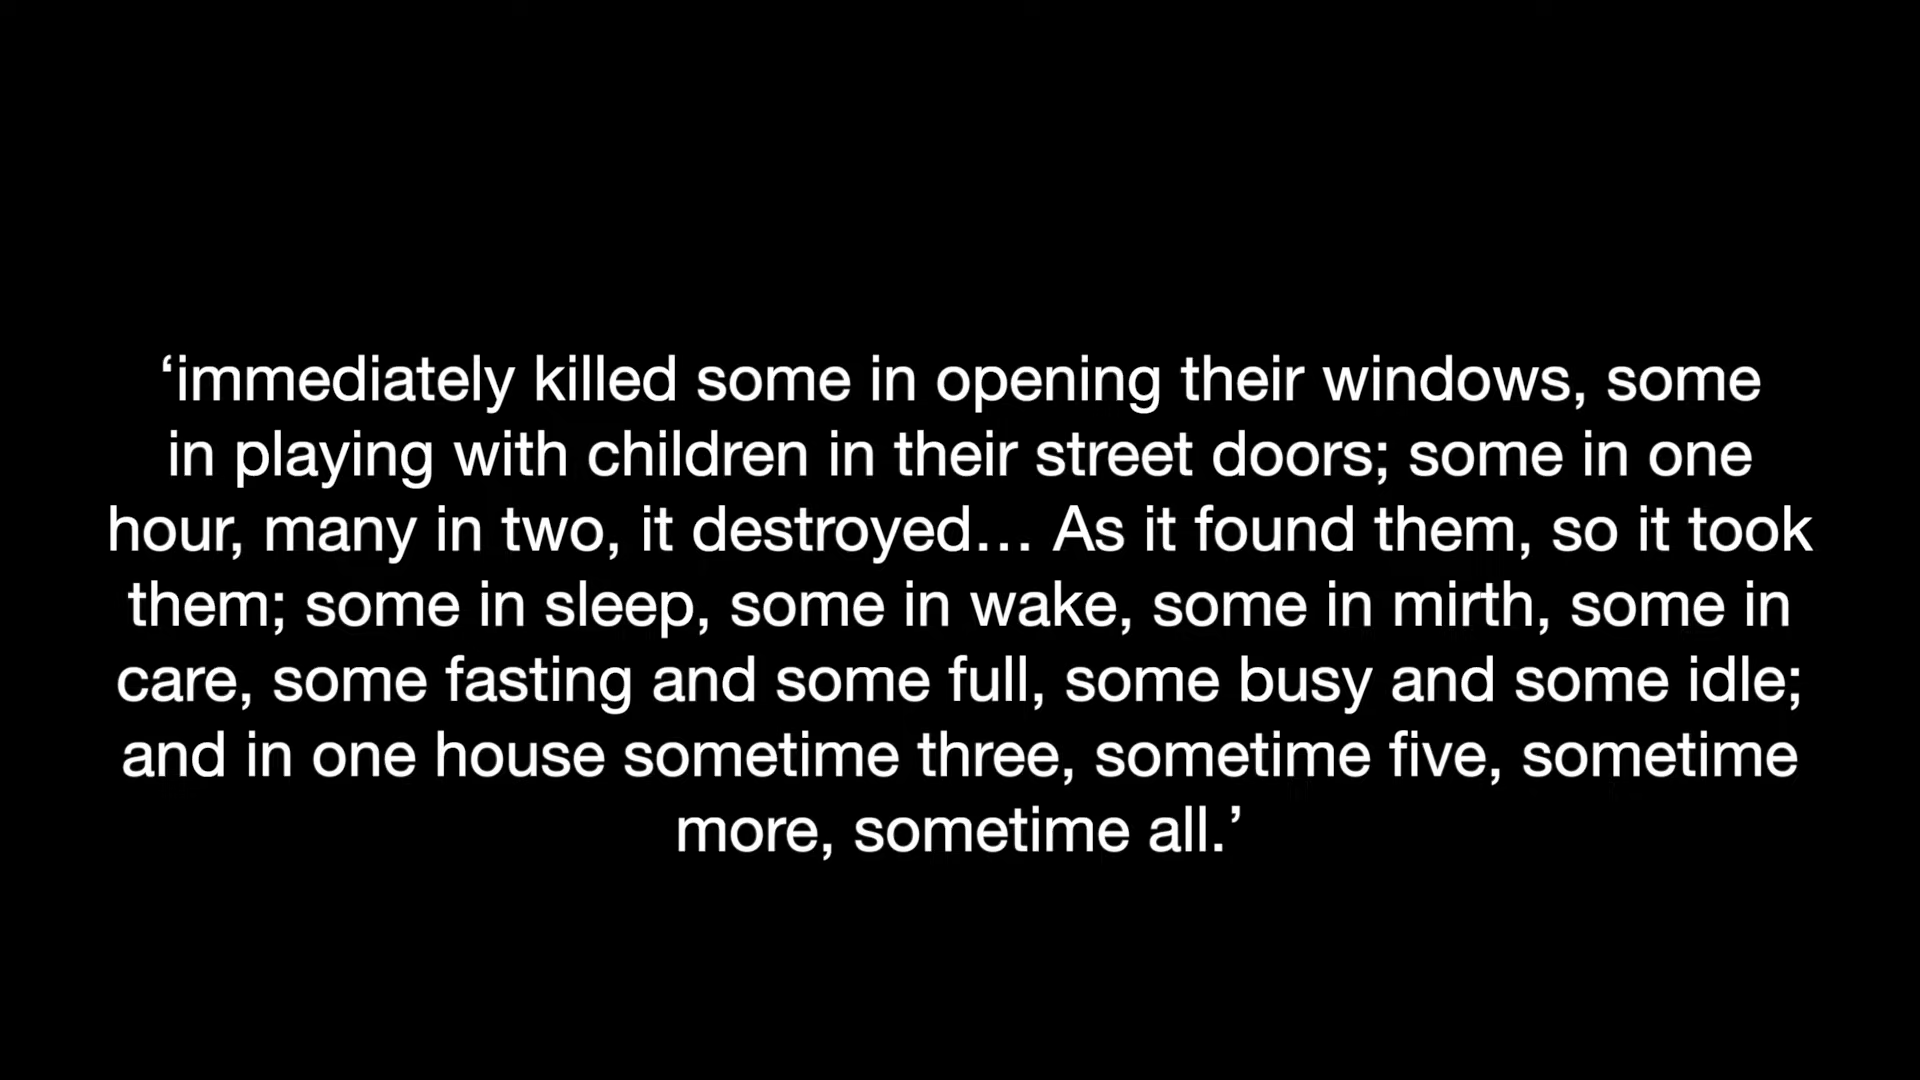 ‘immediately killed some in opening their windows, some
in playing with children in their street doors; some in one
hour, many in two, it destroyed… As it found them, so it took
them; some in sleep, some in wake, some in mirth, some in
care, some fasting and some full, some busy and some idle;
and in one house sometime three, sometime five, sometime
more, sometime all.’